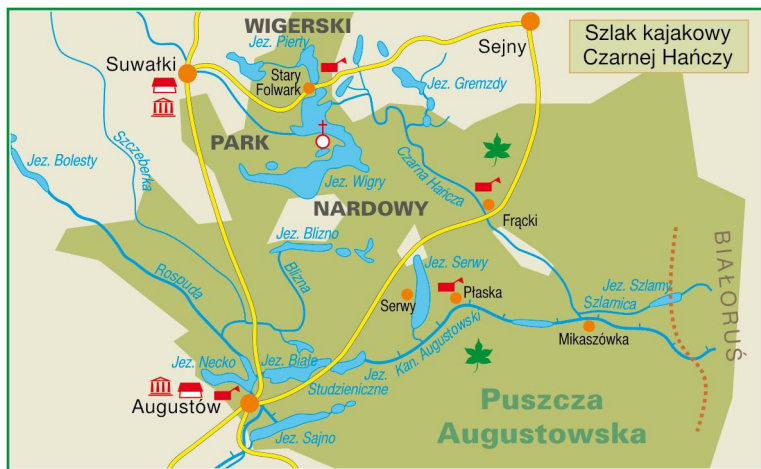 WIGERSKI
Jez. Pierty
Sejny
Szlak kajakowy
Czarnej Hańczy
Suwałki
Stary
Folwark
Jez. Gremzdy
Szczeberka
PARK
Jez. Bolesty
Czarna Hańcza
Jez. Wigry
NARDOWY
Frącki
Jez. Blizno
BIAŁORUŚ
Rospuda
Blizna
Jez. Serwy
Jez. Szlamy
Szlamica
Serwy
Płaska
Mikaszówka
Kan. Augustowski
Jez. Necko
Jez. Białe
Jez.
Studzieniczne
Augustów
Puszcza
Augustowska
Jez. Sajno